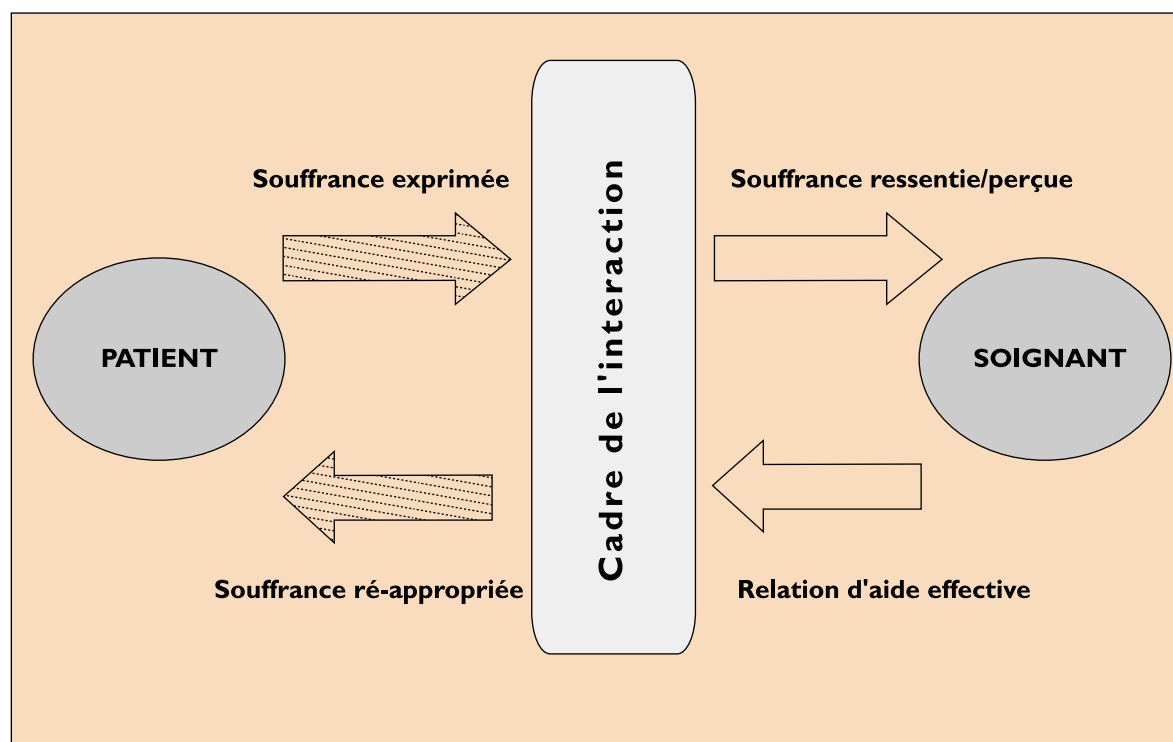 Souffrance exprimée
Souffrance ressentie/perçue
PATIENT
Cadre de l'interaction
SOIGNANT
Souffrance ré-appropriée
Relation d'aide effective